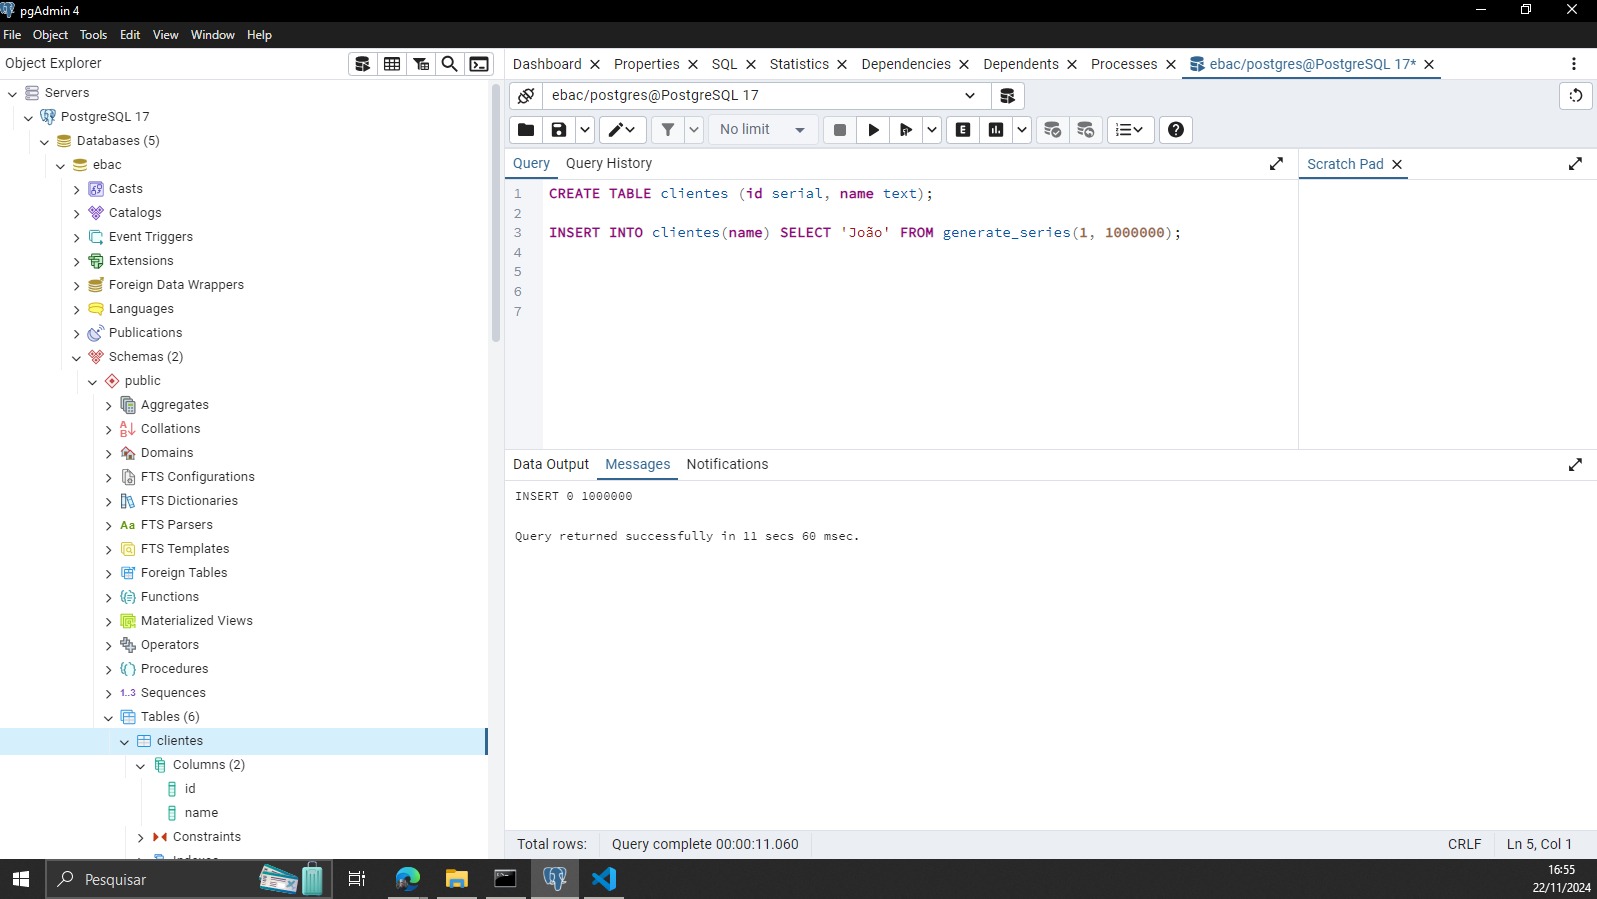 pgAdmin 4
File Object Tools Edit View Window Help
Object Explorer
Dashboard Properties SQL Statistics Dependencies Dependents Processes ebac/postgres@PostgreSQL 17*
Servers
PostgreSQL 17
Databases (5)
ebac
Casts
Catalogs
Event Triggers
Extensions
Foreign Data Wrappers
Languages
Publications
Schemas (2)
public
Aggregates
Collations
Domains
FTS Configurations
FTS Dictionaries
Aa FTS Parsers
FTS Templates
Foreign Tables
Functions
Materialized Views
Operators
Procedures
1..3 Sequences
Tables (6)
clientes
Columns (2)
id
name
Constraints
ebac/postgres@PostgreSQL 17
No limit
E
Query Query History
Scratch Pad
1 CREATE TABLE clientes (id serial, name text);
2
3 INSERT INTO clientes(name) SELECT 'João' FROM generate_series(1, 1000000);
4
5
6
7
Data Output Messages Notifications
INSERT 0 1000000
Query returned successfully in 11 secs 60 msec.
Total rows: Query complete 00:00:11.060 CRLF Ln 5, Col 1
Pesquisar
16:55
22/11/2024